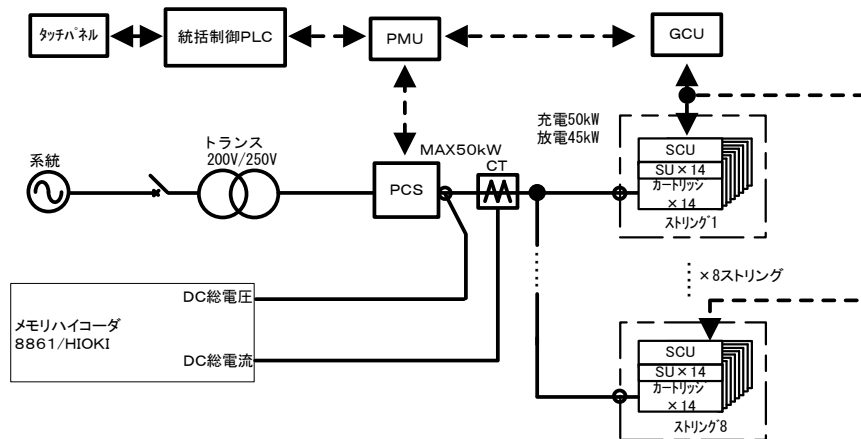 タッチパネル
統括制御PLC
PMU
GCU
系統
トランス
200V/250V
PCS
MAX50kW
CT
充電50kW
放電45kW
SCU
SU×14
カートリッジ
×14
ストリング1
×8ストリング
SCU
SU×14
カートリッジ
×14
ストリング8
メモリハイコーダ
8861/HIOKI
DC総電圧
DC総電流